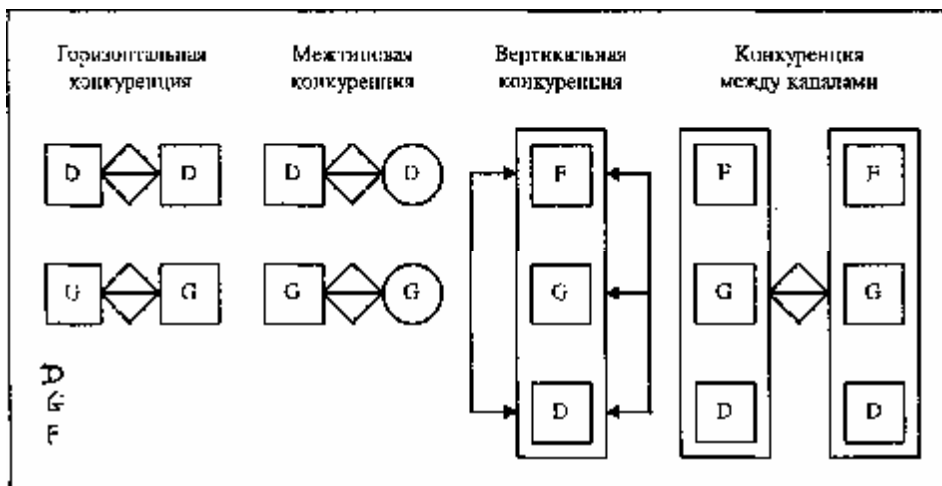 Горизонтальная
конкуренция
Межтиповая
конкуренция
Вертикальная
конкуренция
Конкуренция
между каналами
D D D D F F F
G G G G G G G
D D D
D
G
F